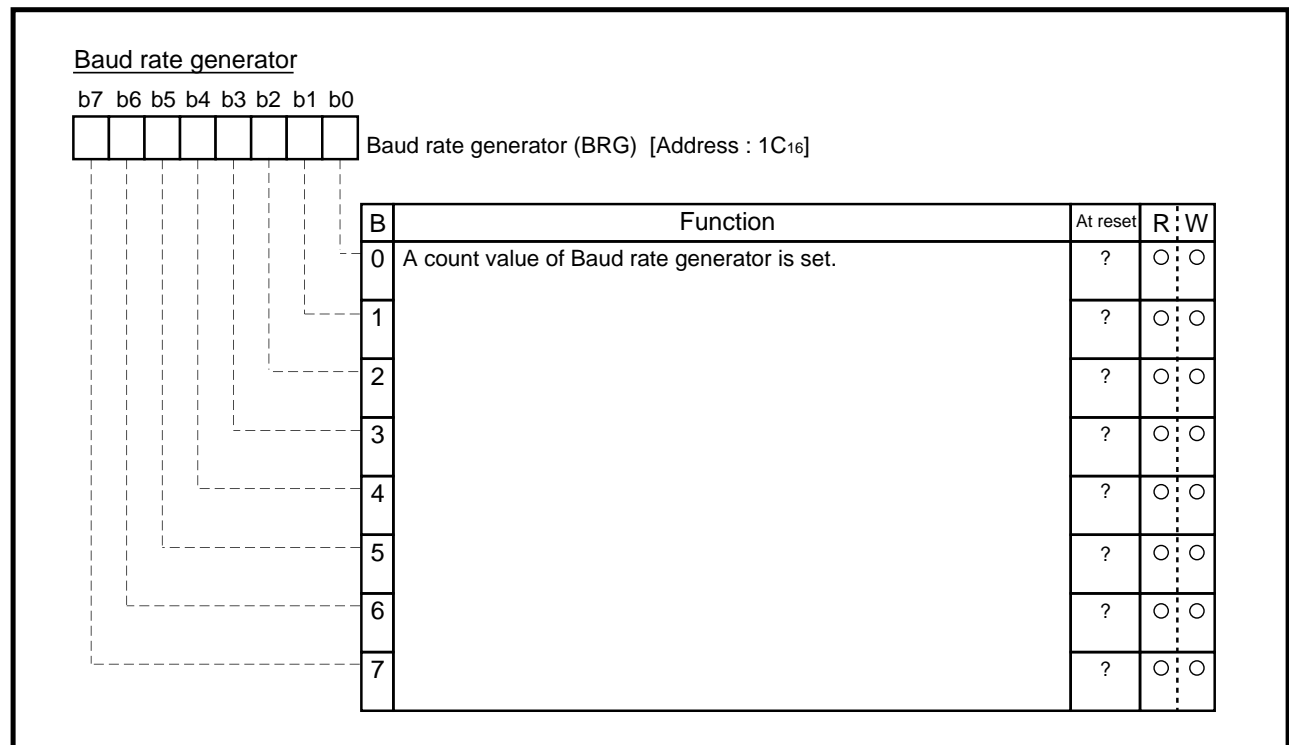 Baud rate generator
b7 b6 b5 b4 b3 b2 b1 b0
Baud rate generator (BRG) [Address : 1C16]
B Function At reset R W
0 A count value of Baud rate generator is set. ? ○ ○
1 ? ○ ○
2 ? ○ ○
3 ? ○ ○
4 ? ○ ○
5 ? ○ ○
6 ? ○ ○
7 ? ○ ○